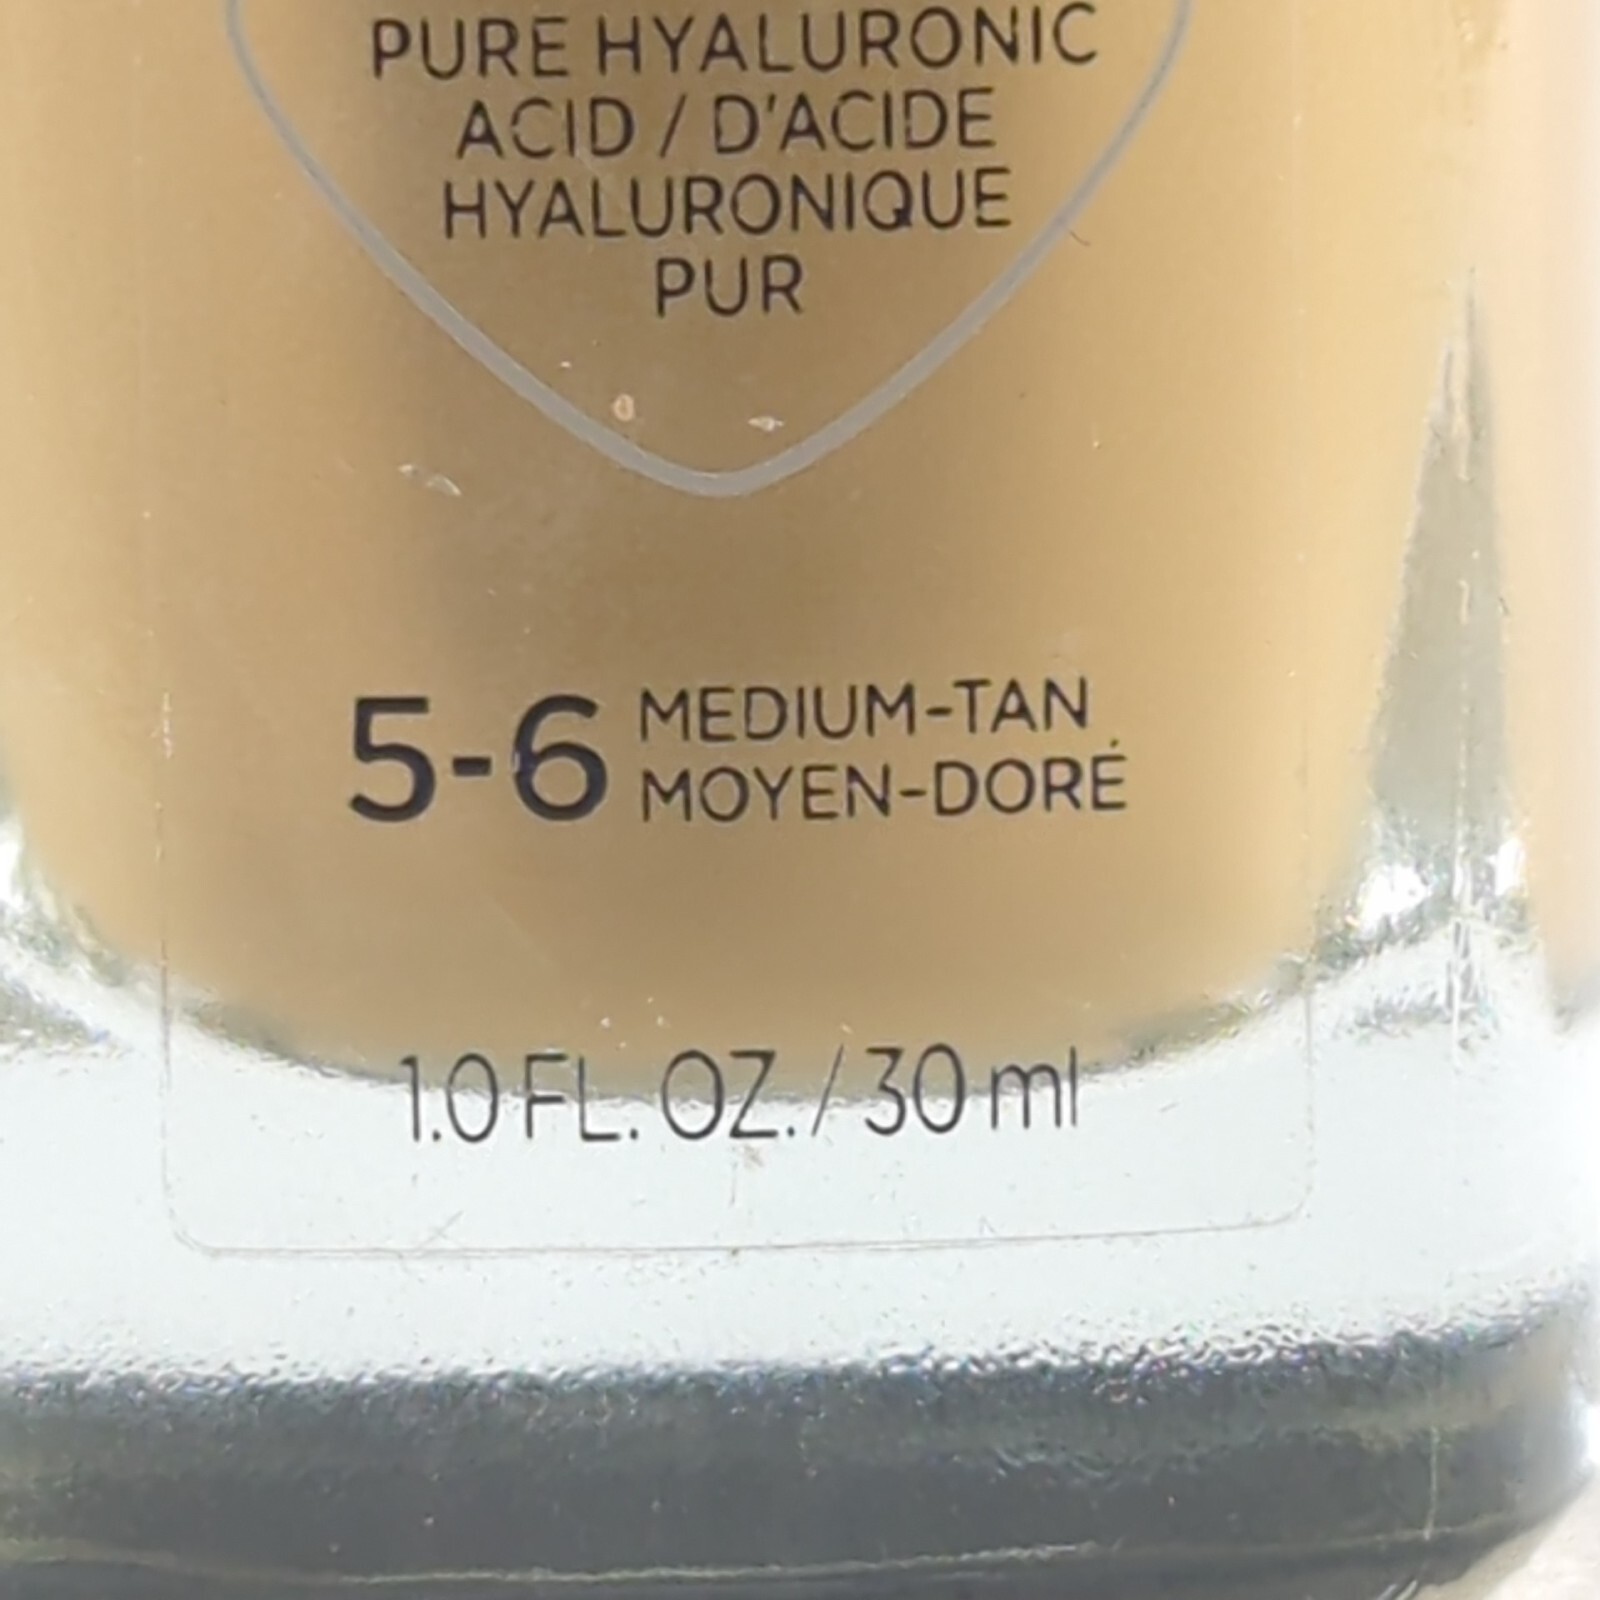 PURE HYALURONIC
ACID / D'ACIDE
HYALURONIQUE
PUR
5-6 MEDIUM-TAN
MOYEN-DORÉ
1.0 FL. OZ. / 30 ml